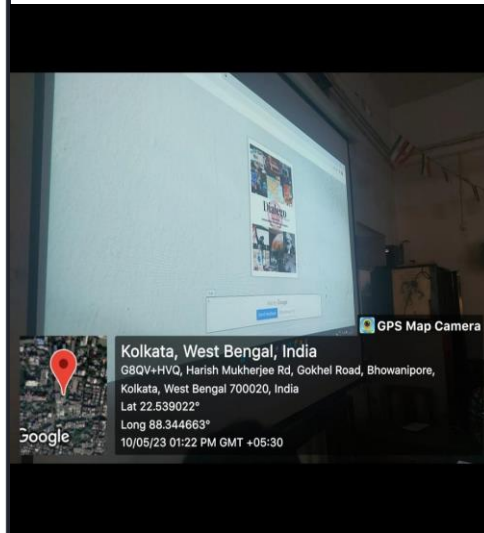 GPS Map Camera
Kolkata, West Bengal, India
G8QV+HVQ, Harish Mukherjee Rd, Gokhel Road, Bhowanipore,
Kolkata, West Bengal 700020, India
Lat 22.539022°
Long 88.344663°
10/05/23 01:22 PM GMT +05:30
Google